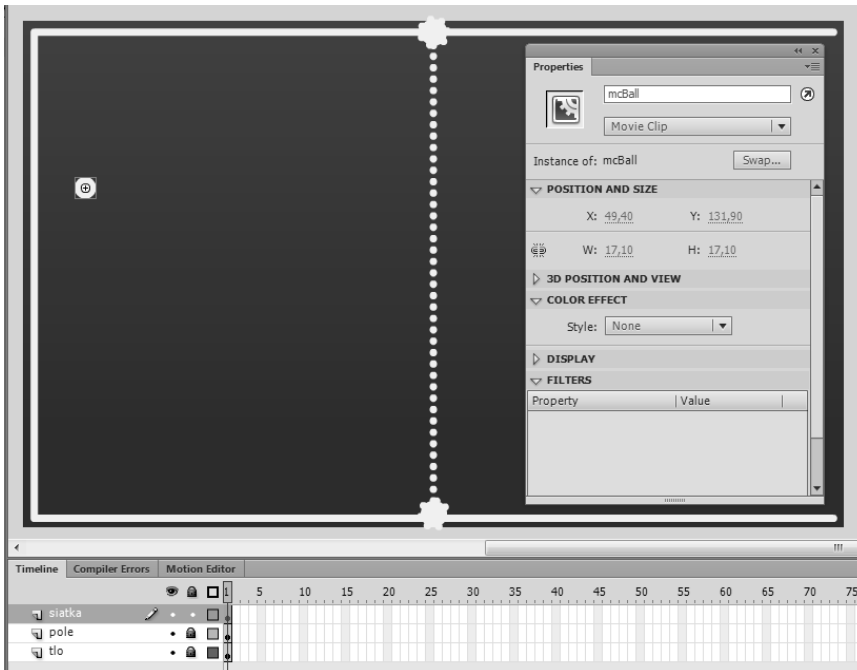 Properties
mcBall
Movie Clip
Instance of: mcBall
Swap...
POSITION AND SIZE
X: 49,40 Y: 131,90
W: 17,10 H: 17,10
3D POSITION AND VIEW
COLOR EFFECT
Style: None
DISPLAY
FILTERS
Property Value
Timeline Compiler Errors Motion Editor
1 5 10 15 20 25 30 35 40 45 50 55 60 65 70 75
siatka
pole
tlo